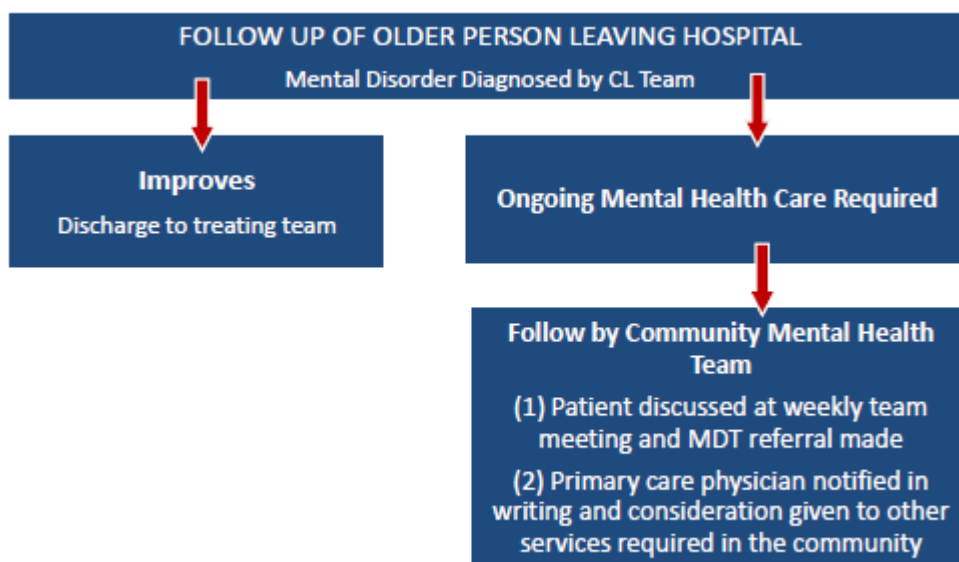 FOLLOW UP OF OLDER PERSON LEAVING HOSPITAL
Mental Disorder Diagnosed by CL Team
Improves
Discharge to treating team
Ongoing Mental Health Care Required
Follow by Community Mental Health
Team
(1) Patient discussed at weekly team
meeting and MDT referral made
(2) Primary care physician notified in
writing and consideration given to other
services required in the community